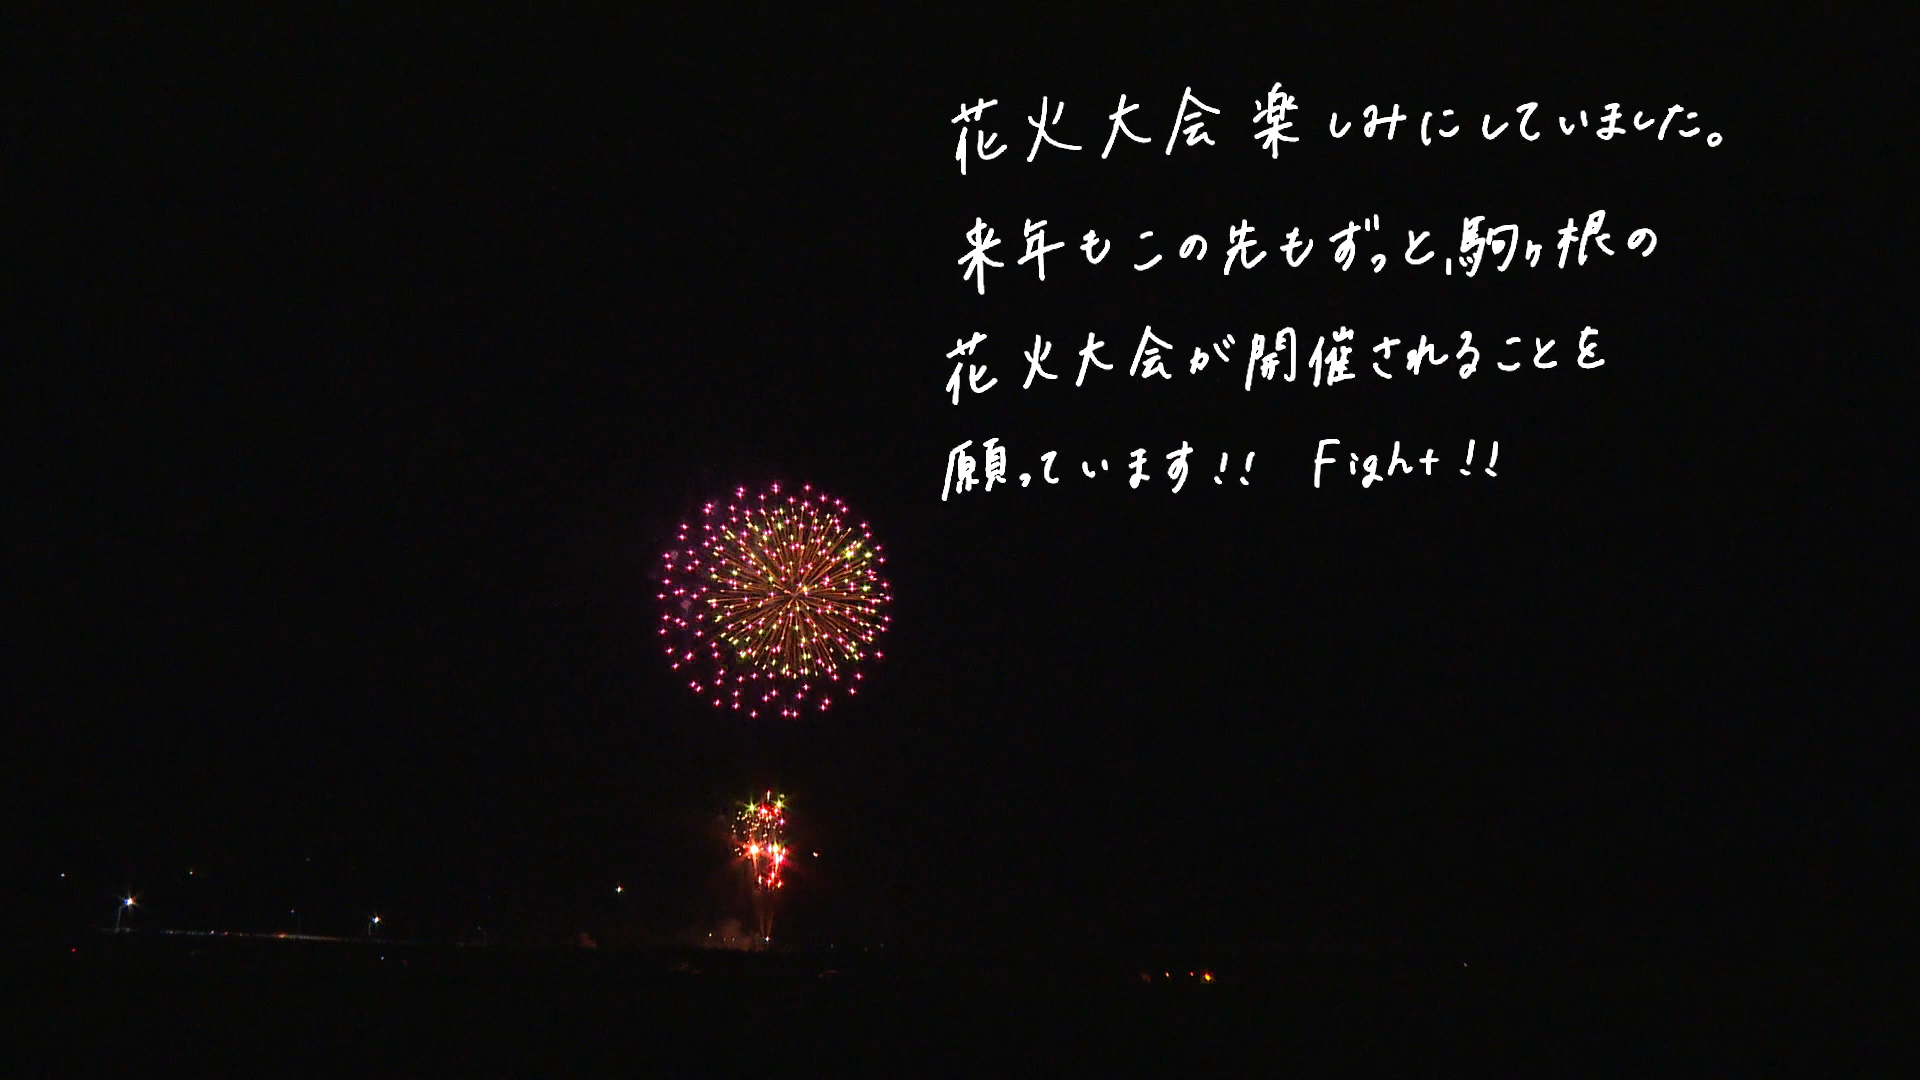 花火大会楽しみにしていました。
来年もこの先もずっと、駒ヶ根の
花火大会が開催されることを
願っています!! Fight!!